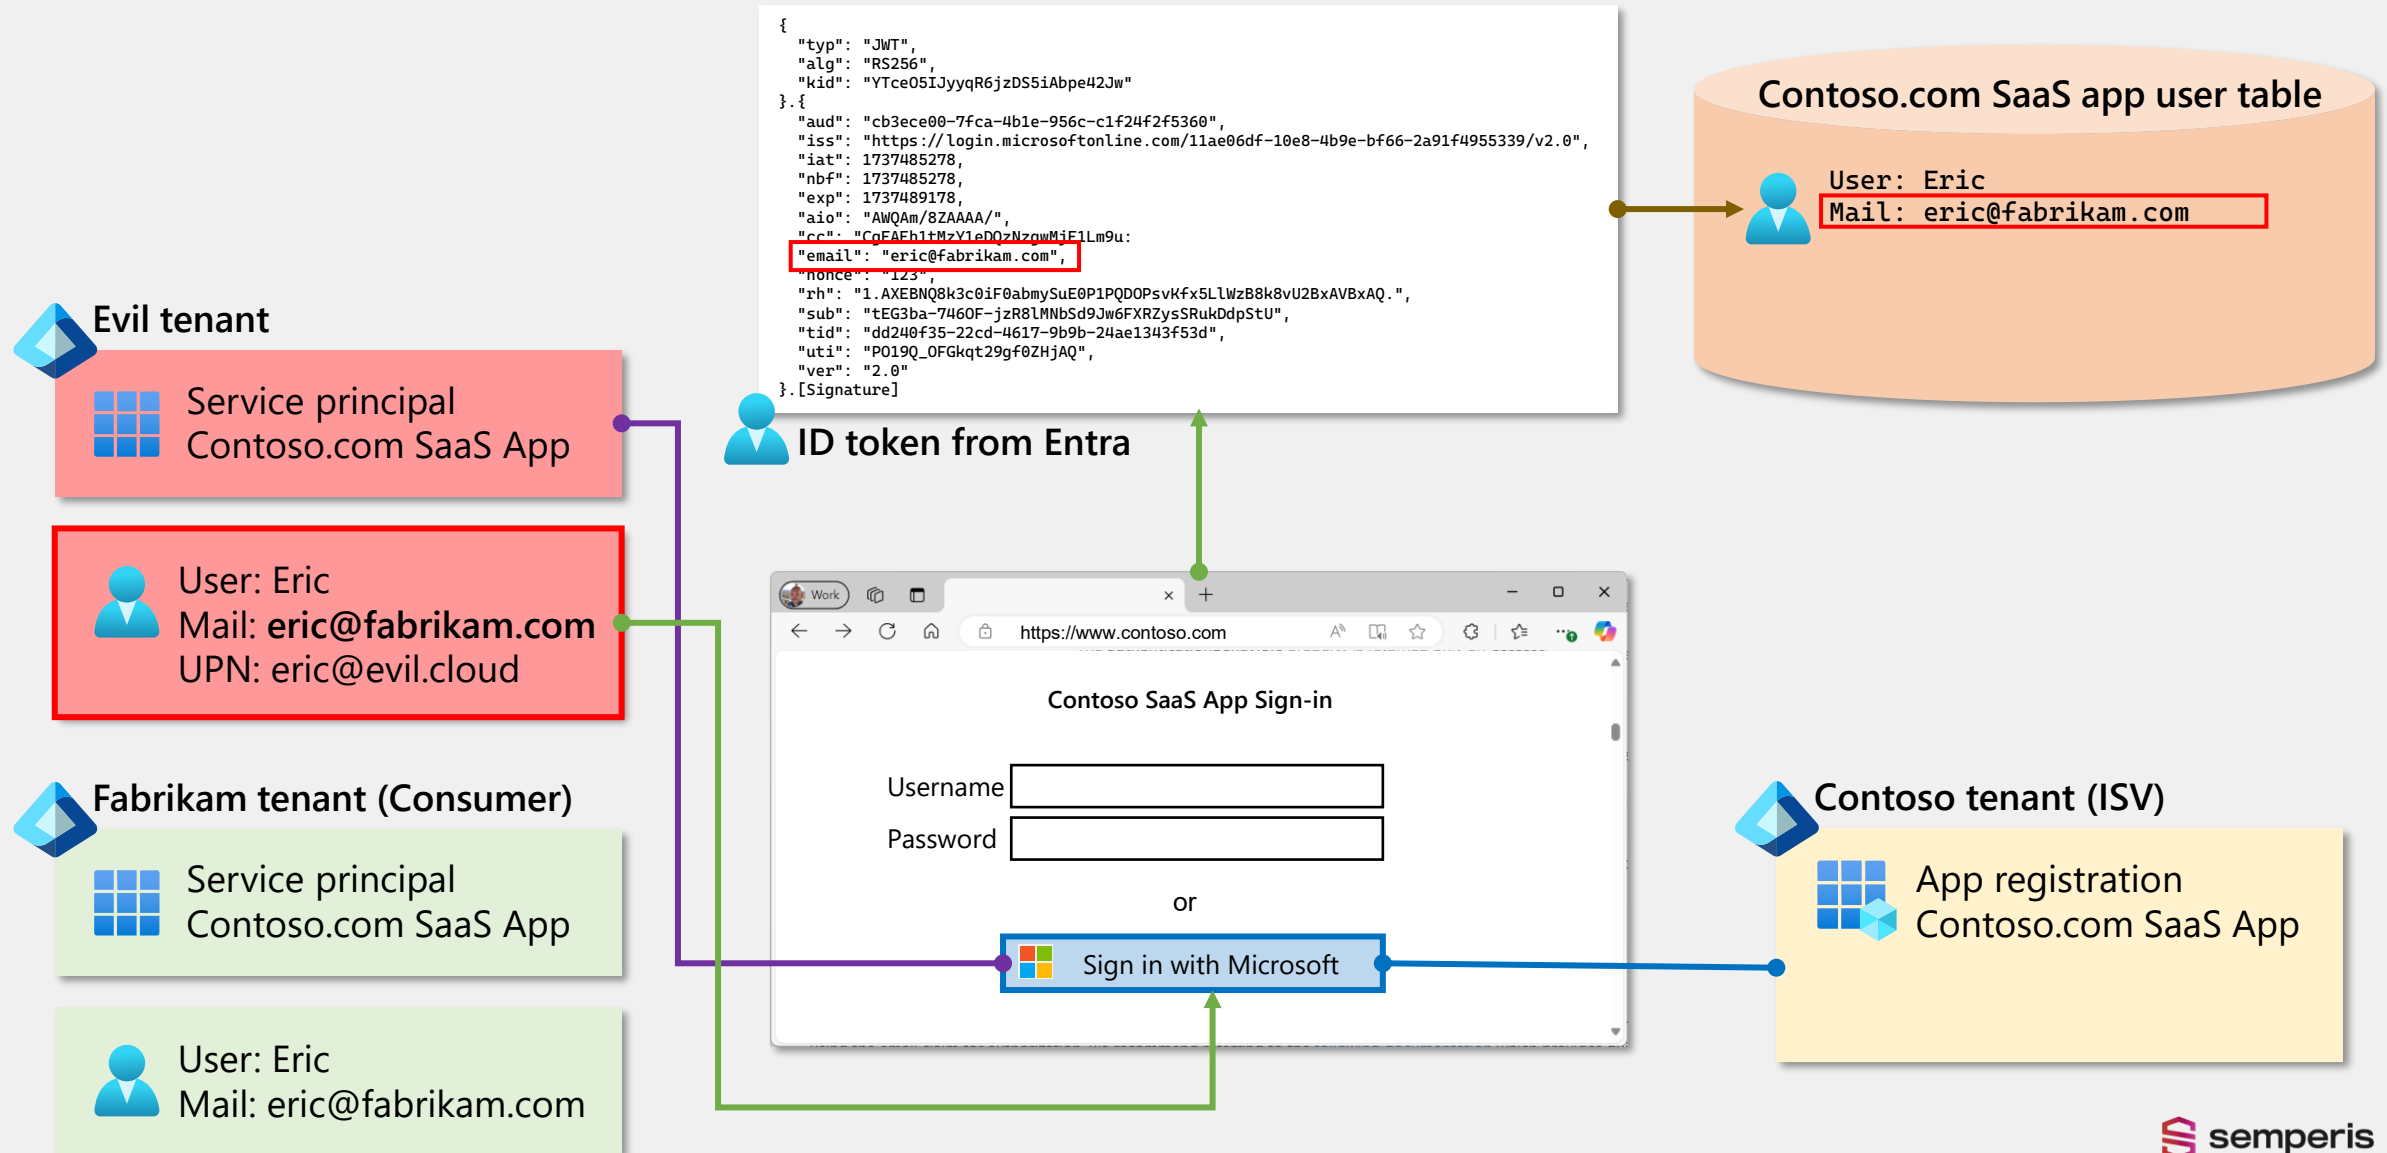 {
"typ": "JWT",
"alg": "RS256",
"kid": "YTceO5IJyyqR6jzDS5iAbpe42Jw"
}.{
"aud": "cb3ece00-7fca-4b1e-956c-c1f24f2f5360",
"iss": "https://login.microsoftonline.com/11ae06df-10e8-4b9e-bf66-2a91f4955339/v2.0",
"iat": 1737485278,
"nbf": 1737485278,
"exp": 1737489178,
"aio": "AWQAm/8ZAAAA/",
"cc": "CgEAEh1tMzY1eDQzNzgwMjE1Lm9u:
"email": "eric@fabrikam.com",
"nonce": "123",
"rh": "1.AXEBNQ8k3c0iF0abmySuE0P1PQDOPsvKfx5LlWzB8k8vU2BxAVBxAQ.",
"sub": "tEG3ba-746OF-jzR8lMNbSd9Jw6FXRZysSRukDdpStU",
"tid": "dd240f35-22cd-4617-9b9b-24ae1343f53d",
"uti": "PO19Q_OFGkqt29gf0ZHjAQ",
"ver": "2.0"
}.[Signature]
ID token from Entra
Contoso.com SaaS app user table
User: Eric
Mail: eric@fabrikam.com
Evil tenant
Service principal
Contoso.com SaaS App
User: Eric
Mail: eric@fabrikam.com
UPN: eric@evil.cloud
Fabrikam tenant (Consumer)
Service principal
Contoso.com SaaS App
User: Eric
Mail: eric@fabrikam.com
Work
https://www.contoso.com
Contoso SaaS App Sign-in
Username
Password
or
Sign in with Microsoft
Contoso tenant (ISV)
App registration
Contoso.com SaaS App
semperis